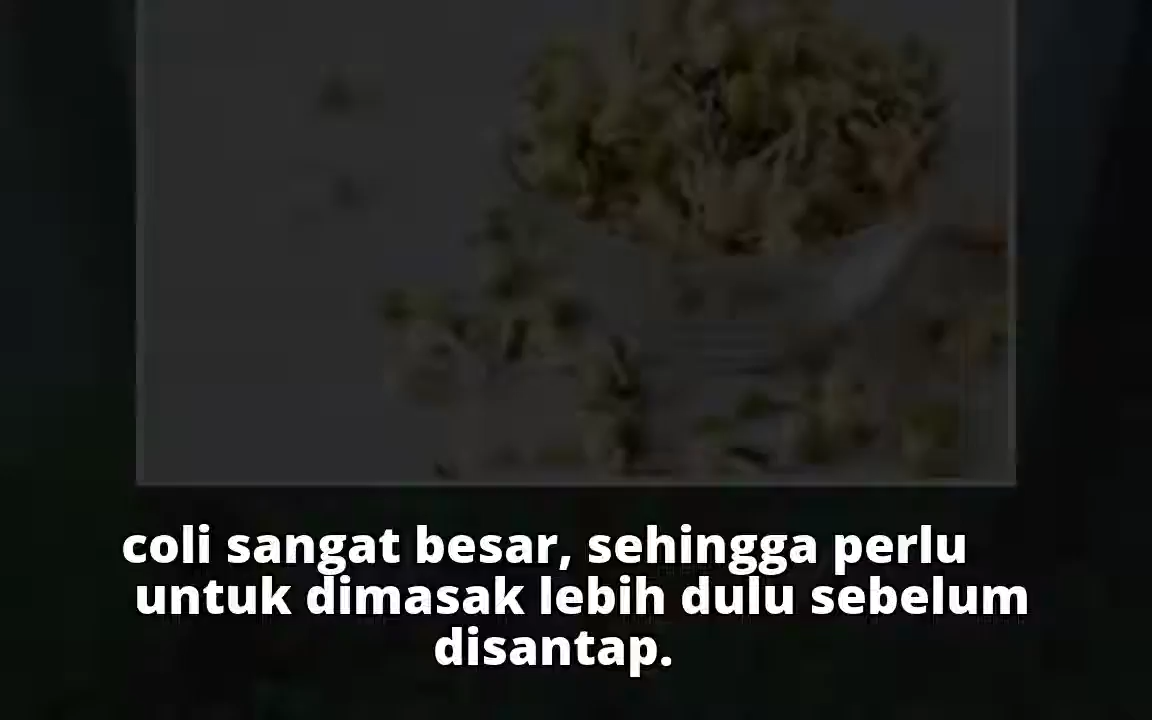 coli sangat besar, sehingga perlu
untuk dimasak lebih dulu sebelum
disantap.